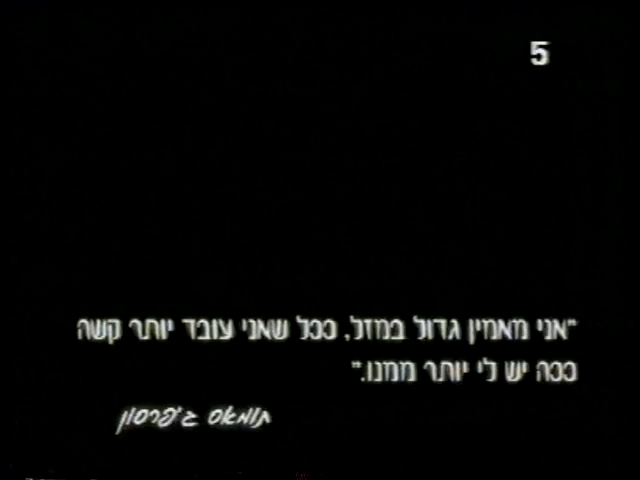 5
"אני מאמין גדול במזל, ככל שאני עובד יותר קשה
ככה יש לי יותר ממנו."
תומאס ג'פרסון